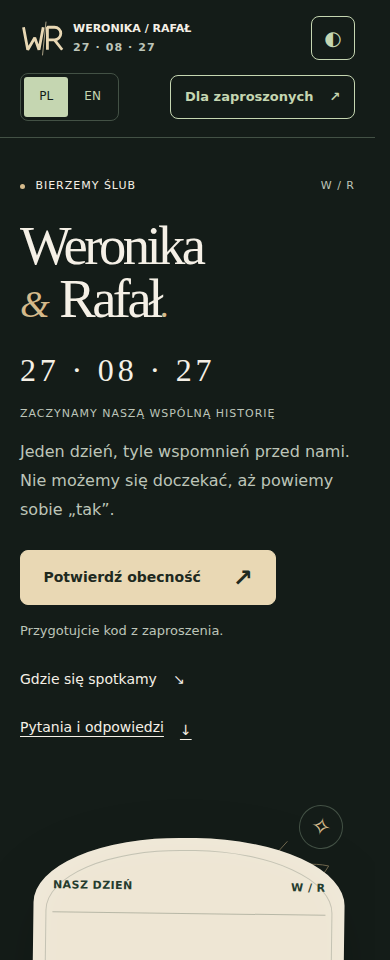 WR WERONIKA / RAFAŁ
27 · 08 · 27
PL EN
Dla zaproszonych ↗
BIERZEMY ŚLUB W / R
Weronika
& Rafał.
27 · 08 · 27
ZACZYNAMY NASZĄ WSPÓLNĄ HISTORIĘ
Jeden dzień, tyle wspomnień przed nami.
Nie możemy się doczekać, aż powiemy
sobie „tak”.
Potwierdź obecność ↗
Przygotujcie kod z zaproszenia.
Gdzie się spotkamy ↘
Pytania i odpowiedzi ↓
NASZ DZIEŃ W / R